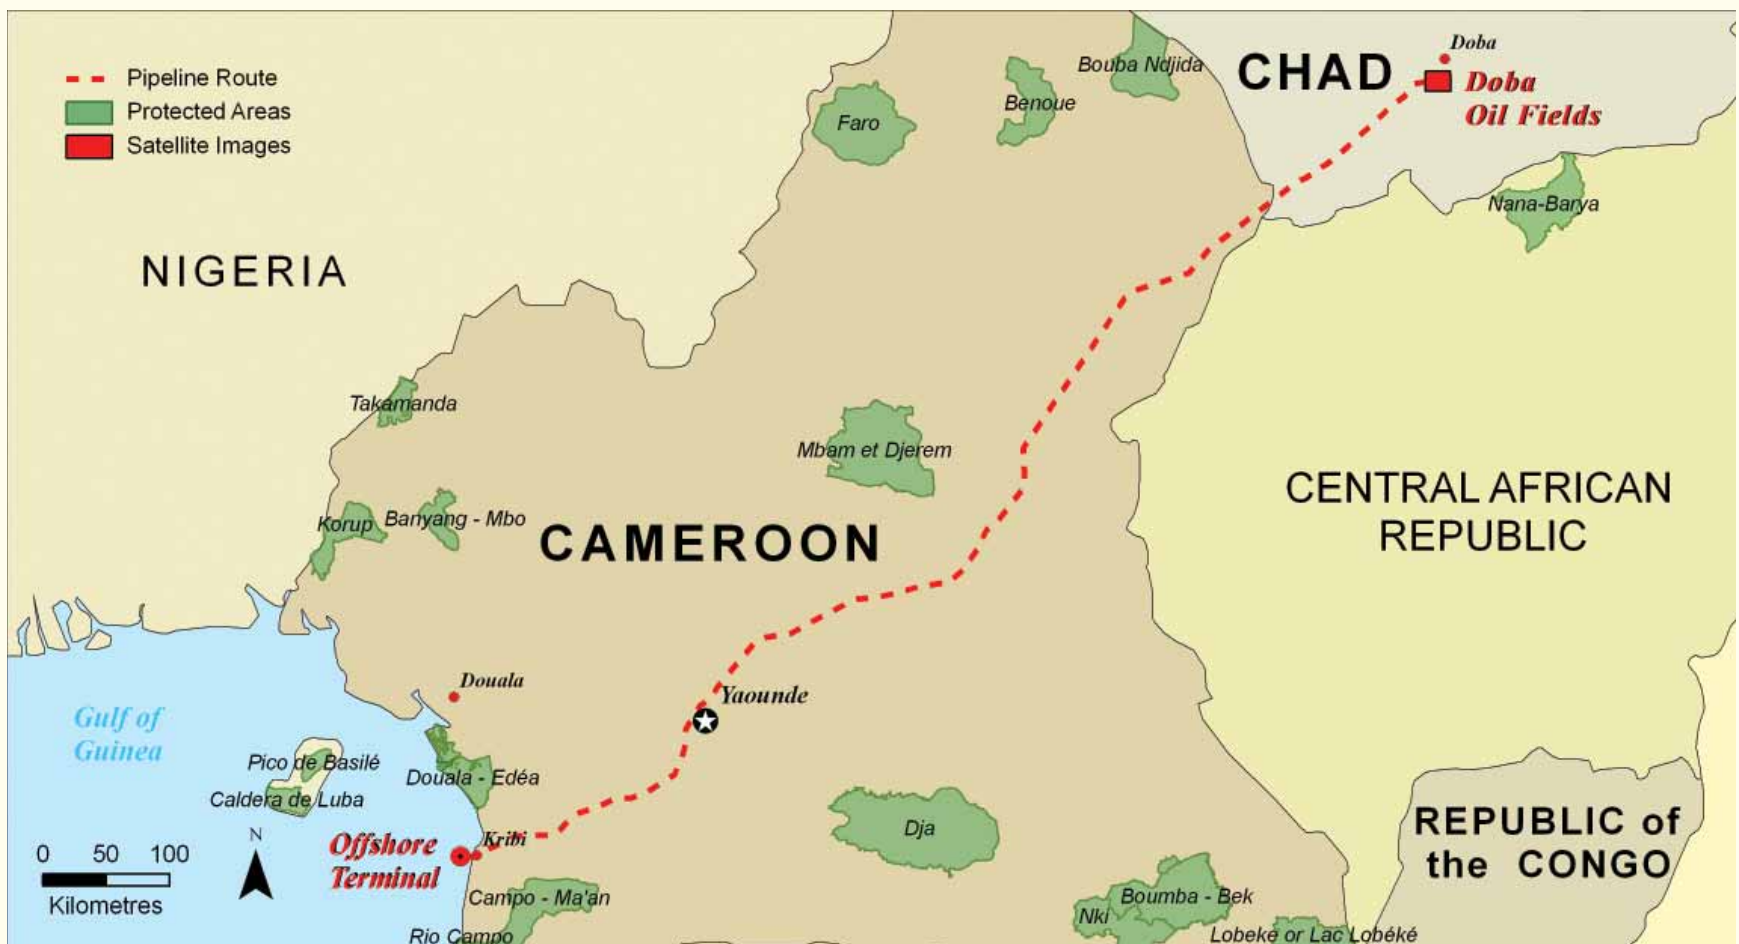 Pipeline Route
Protected Areas
Satellite Images
Bouba Ndjida
Benoue
Faro
CHAD
Doba
Doba
Oil Fields
Nana-Barya
NIGERIA
Takamanda
Mbam et Djerem
Korup
Banyang - Mbo
CAMEROON
CENTRAL AFRICAN
REPUBLIC
Douala
Yaounde
Gulf of
Guinea
Pico de Basilé
Caldera de Luba
Douala - Edéa
Dja
Kribi
Offshore
Terminal
N
0 50 100
Kilometres
Campo - Ma'an
Rio Campo
Boumba - Bek
Nki
Lobeke or Lac Lobéké
REPUBLIC of
the CONGO